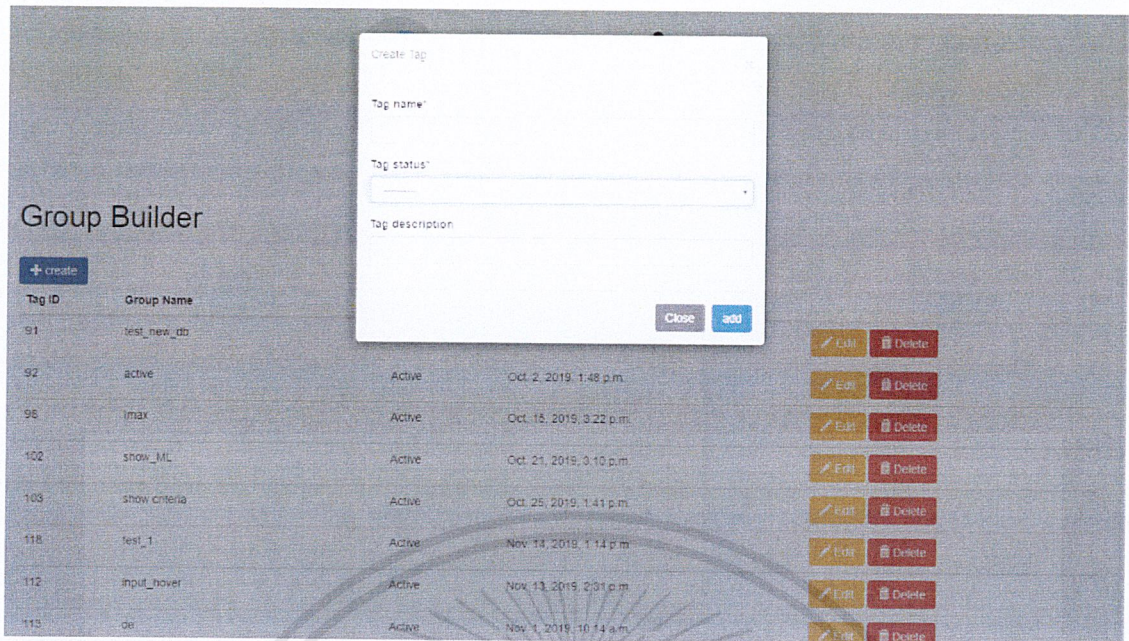 Create Tag
Tag name*
Tag status*
---------
Tag description
Close add
Group Builder
+ create
Tag ID Group Name
91 test_new_db Edit Delete
92 active Active Oct. 2, 2019, 1:48 p.m. Edit Delete
98 imax Active Oct. 15, 2019, 3:22 p.m. Edit Delete
102 show_ML Active Oct. 21, 2019, 3:10 p.m. Edit Delete
103 show criteria Active Oct. 25, 2019, 1:41 p.m. Edit Delete
118 test_1 Active Nov. 14, 2019, 1:14 p.m. Edit Delete
112 input_hover Active Nov. 13, 2019, 2:31 p.m. Edit Delete
113 de Active Nov. 1, 2019, 10:14 a.m. Edit Delete